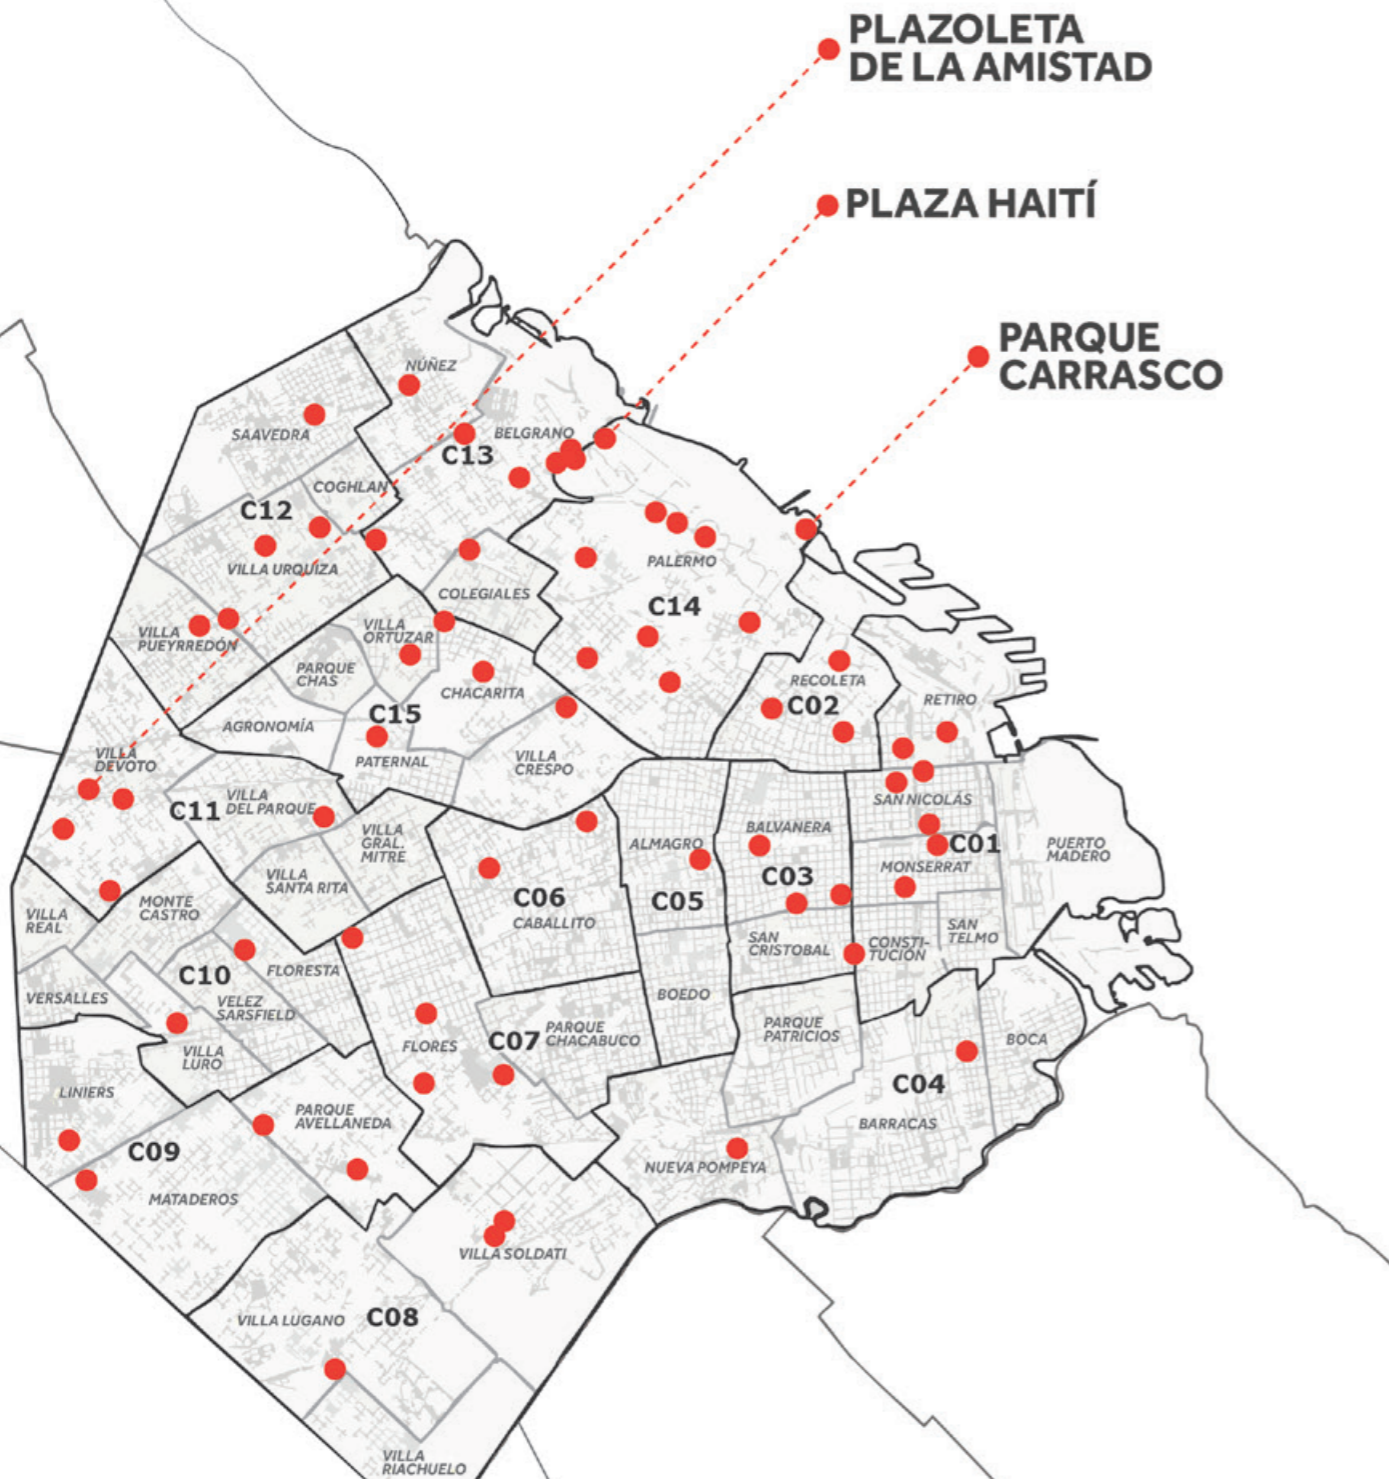 PLAZOLETA
DE LA AMISTAD
PLAZA HAITÍ
PARQUE
CARRASCO
NÚÑEZ
SAAVEDRA
BELGRANO
C13
COGHLAN
C12
VILLA URQUIZA
PALERMO
COLEGIALES
C14
VILLA
ORTUZAR
VILLA
PUEYRREDÓN
PARQUE
CHAS
CHACARITA
RECOLETA
C02
RETIRO
C15
AGRONOMÍA
PATERNAL
VILLA
CRESPO
VILLA
DEVOTO
C11
VILLA
DEL PARQUE
SAN NICOLÁS
VILLA
GRAL.
MITRE
ALMAGRO
BALVANERA
C01
PUERTO
MADERO
MONSERRAT
C03
VILLA
SANTA RITA
C06
CABALLITO
C05
MONTE
CASTRO
VILLA
REAL
SAN
TELMO
SAN
CRISTOBAL
CONSTI-
TUCIÓN
C10
FLORESTA
VERSALLES
VELEZ
SARSFIELD
BOEDO
PARQUE
PATRICIOS
C07
PARQUE
CHACABUCO
FLORES
BOCA
VILLA
LURO
LINIERS
C04
BARRACAS
PARQUE
AVELLANEDA
C09
MATADEROS
NUEVA POMPEYA
VILLA SOLDATI
C08
VILLA LUGANO
VILLA
RIACHUELO